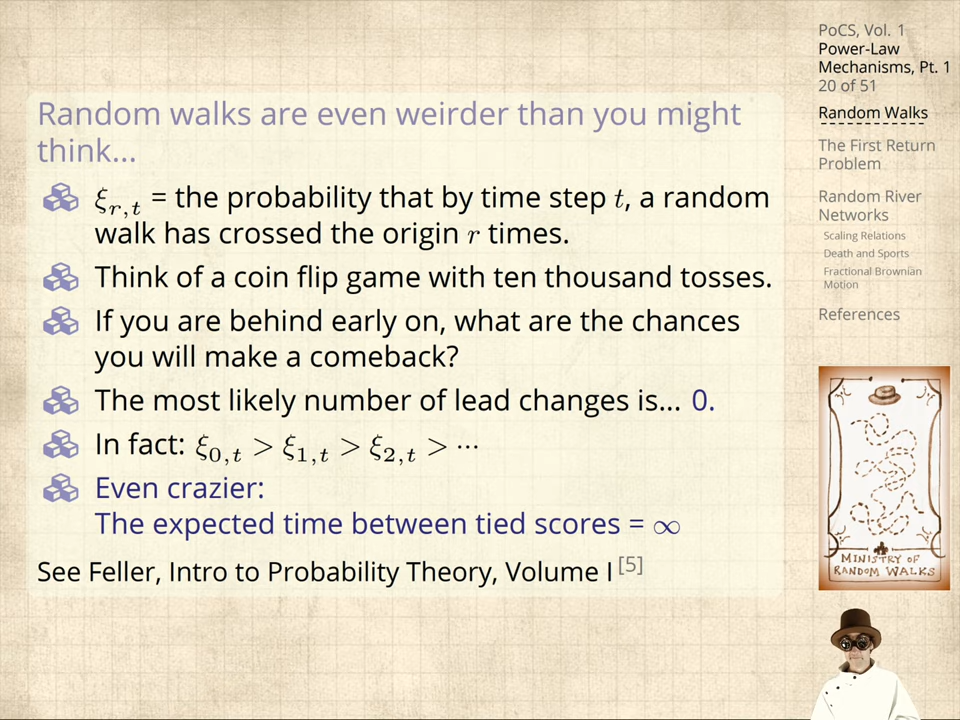 Random walks are even weirder than you might
think...
ξ_{r,t} = the probability that by time step t, a random
walk has crossed the origin r times.
Think of a coin flip game with ten thousand tosses.
If you are behind early on, what are the chances
you will make a comeback?
The most likely number of lead changes is... 0.
In fact: ξ_{0,t} > ξ_{1,t} > ξ_{2,t} > ⋯
Even crazier:
The expected time between tied scores = ∞
See Feller, Intro to Probability Theory, Volume I [5]
PoCS, Vol. 1
Power-Law
Mechanisms, Pt. 1
20 of 51
Random Walks
The First Return
Problem
Random River
Networks
Scaling Relations
Death and Sports
Fractional Brownian
Motion
References
MINISTRY OF
RANDOM WALKS